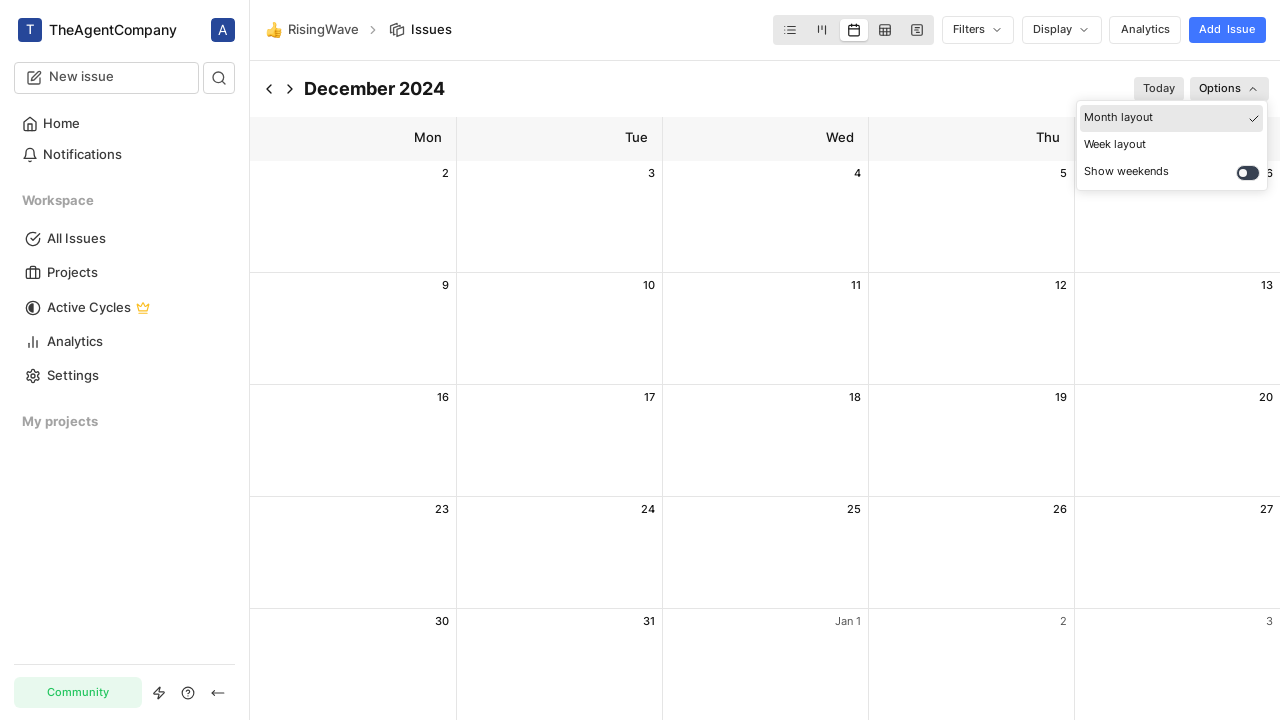 T TheAgentCompany A
RisingWave Issues Filters Display Analytics Add Issue
New issue
December 2024 Today Options
Month layout
Week layout
Show weekends
Home
Notifications
Workspace
All Issues
Projects
Active Cycles
Analytics
Settings
My projects
Community
Mon Tue Wed Thu
2 3 4 5 6
9 10 11 12 13
16 17 18 19 20
23 24 25 26 27
30 31 Jan 1 2 3